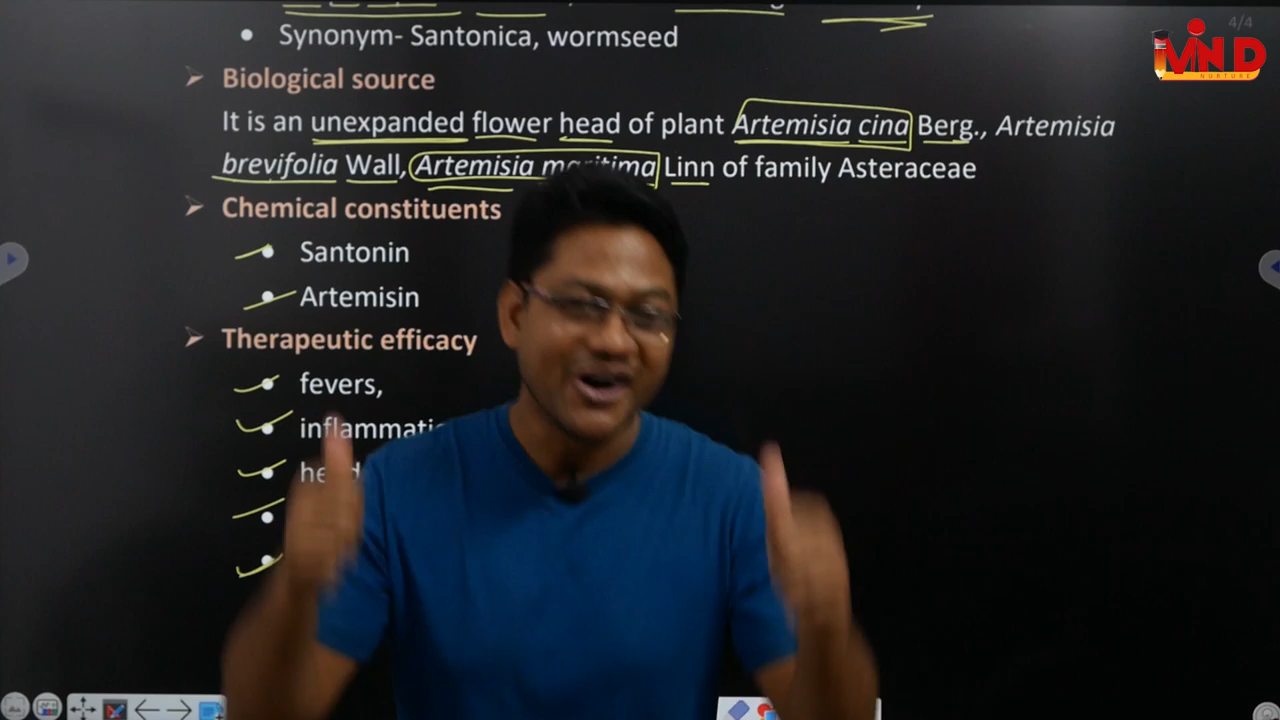 4/4
MIND
NURTURE
Synonym- Santonica, wormseed
Biological source
It is an unexpanded flower head of plant Artemisia cina Berg., Artemisia
brevifolia Wall, Artemisia maritima Linn of family Asteraceae
Chemical constituents
Santonin
Artemisin
Therapeutic efficacy
fevers,